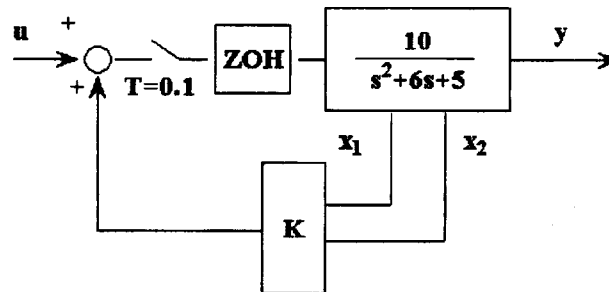 u
+
+
T=0.1
ZOH
10
s²+6s+5
y
x₁
x₂
K